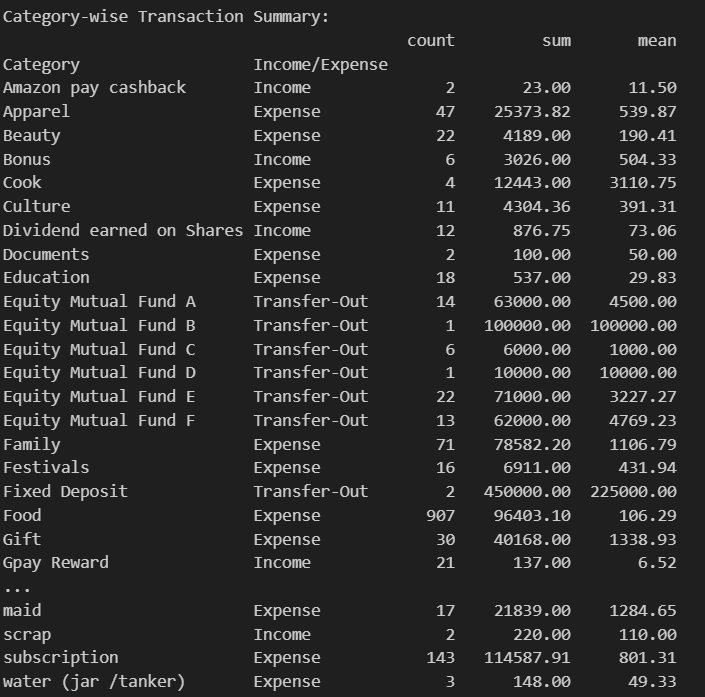 Category-wise Transaction Summary:
count sum mean
Category Income/Expense
Amazon pay cashback Income 2 23.00 11.50
Apparel Expense 47 25373.82 539.87
Beauty Expense 22 4189.00 190.41
Bonus Income 6 3026.00 504.33
Cook Expense 4 12443.00 3110.75
Culture Expense 11 4304.36 391.31
Dividend earned on Shares Income 12 876.75 73.06
Documents Expense 2 100.00 50.00
Education Expense 18 537.00 29.83
Equity Mutual Fund A Transfer-Out 14 63000.00 4500.00
Equity Mutual Fund B Transfer-Out 1 100000.00 100000.00
Equity Mutual Fund C Transfer-Out 6 6000.00 1000.00
Equity Mutual Fund D Transfer-Out 1 10000.00 10000.00
Equity Mutual Fund E Transfer-Out 22 71000.00 3227.27
Equity Mutual Fund F Transfer-Out 13 62000.00 4769.23
Family Expense 71 78582.20 1106.79
Festivals Expense 16 6911.00 431.94
Fixed Deposit Transfer-Out 2 450000.00 225000.00
Food Expense 907 96403.10 106.29
Gift Expense 30 40168.00 1338.93
Gpay Reward Income 21 137.00 6.52
...
maid Expense 17 21839.00 1284.65
scrap Income 2 220.00 110.00
subscription Expense 143 114587.91 801.31
water (jar /tanker) Expense 3 148.00 49.33